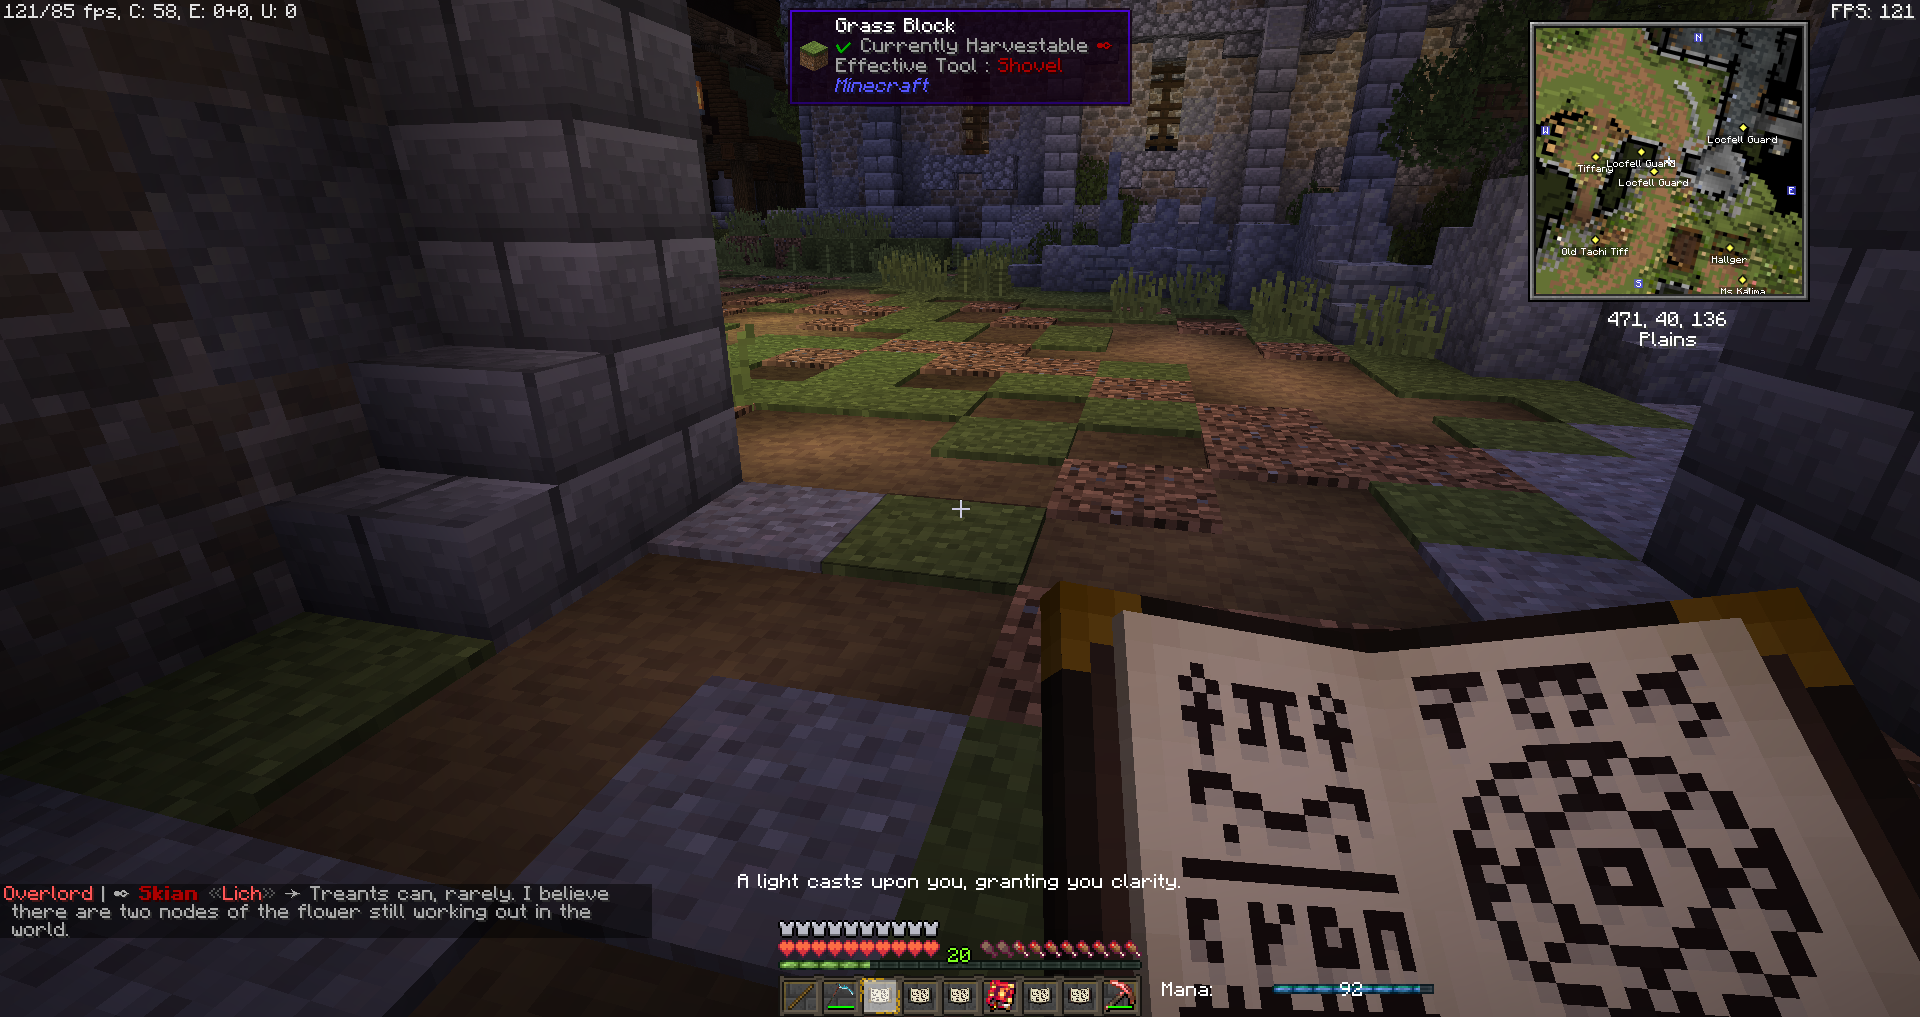 121/85 fps, C: 58, E: 0+0, U: 0
Grass Block
✓ Currently Harvestable
Effective Tool : Shovel
Minecraft
FPS: 121
N
W
Locfell Guard
Locfell Guard
Tiffany
Locfell Guard
E
Old Tachi Tiff
Hallger
S
Ms Kalima
471, 40, 136
Plains
A light casts upon you, granting you clarity.
Overlord | Skian «Lich» → Treants can, rarely. I believe
there are two nodes of the flower still working out in the
world.
20
Mana: 92